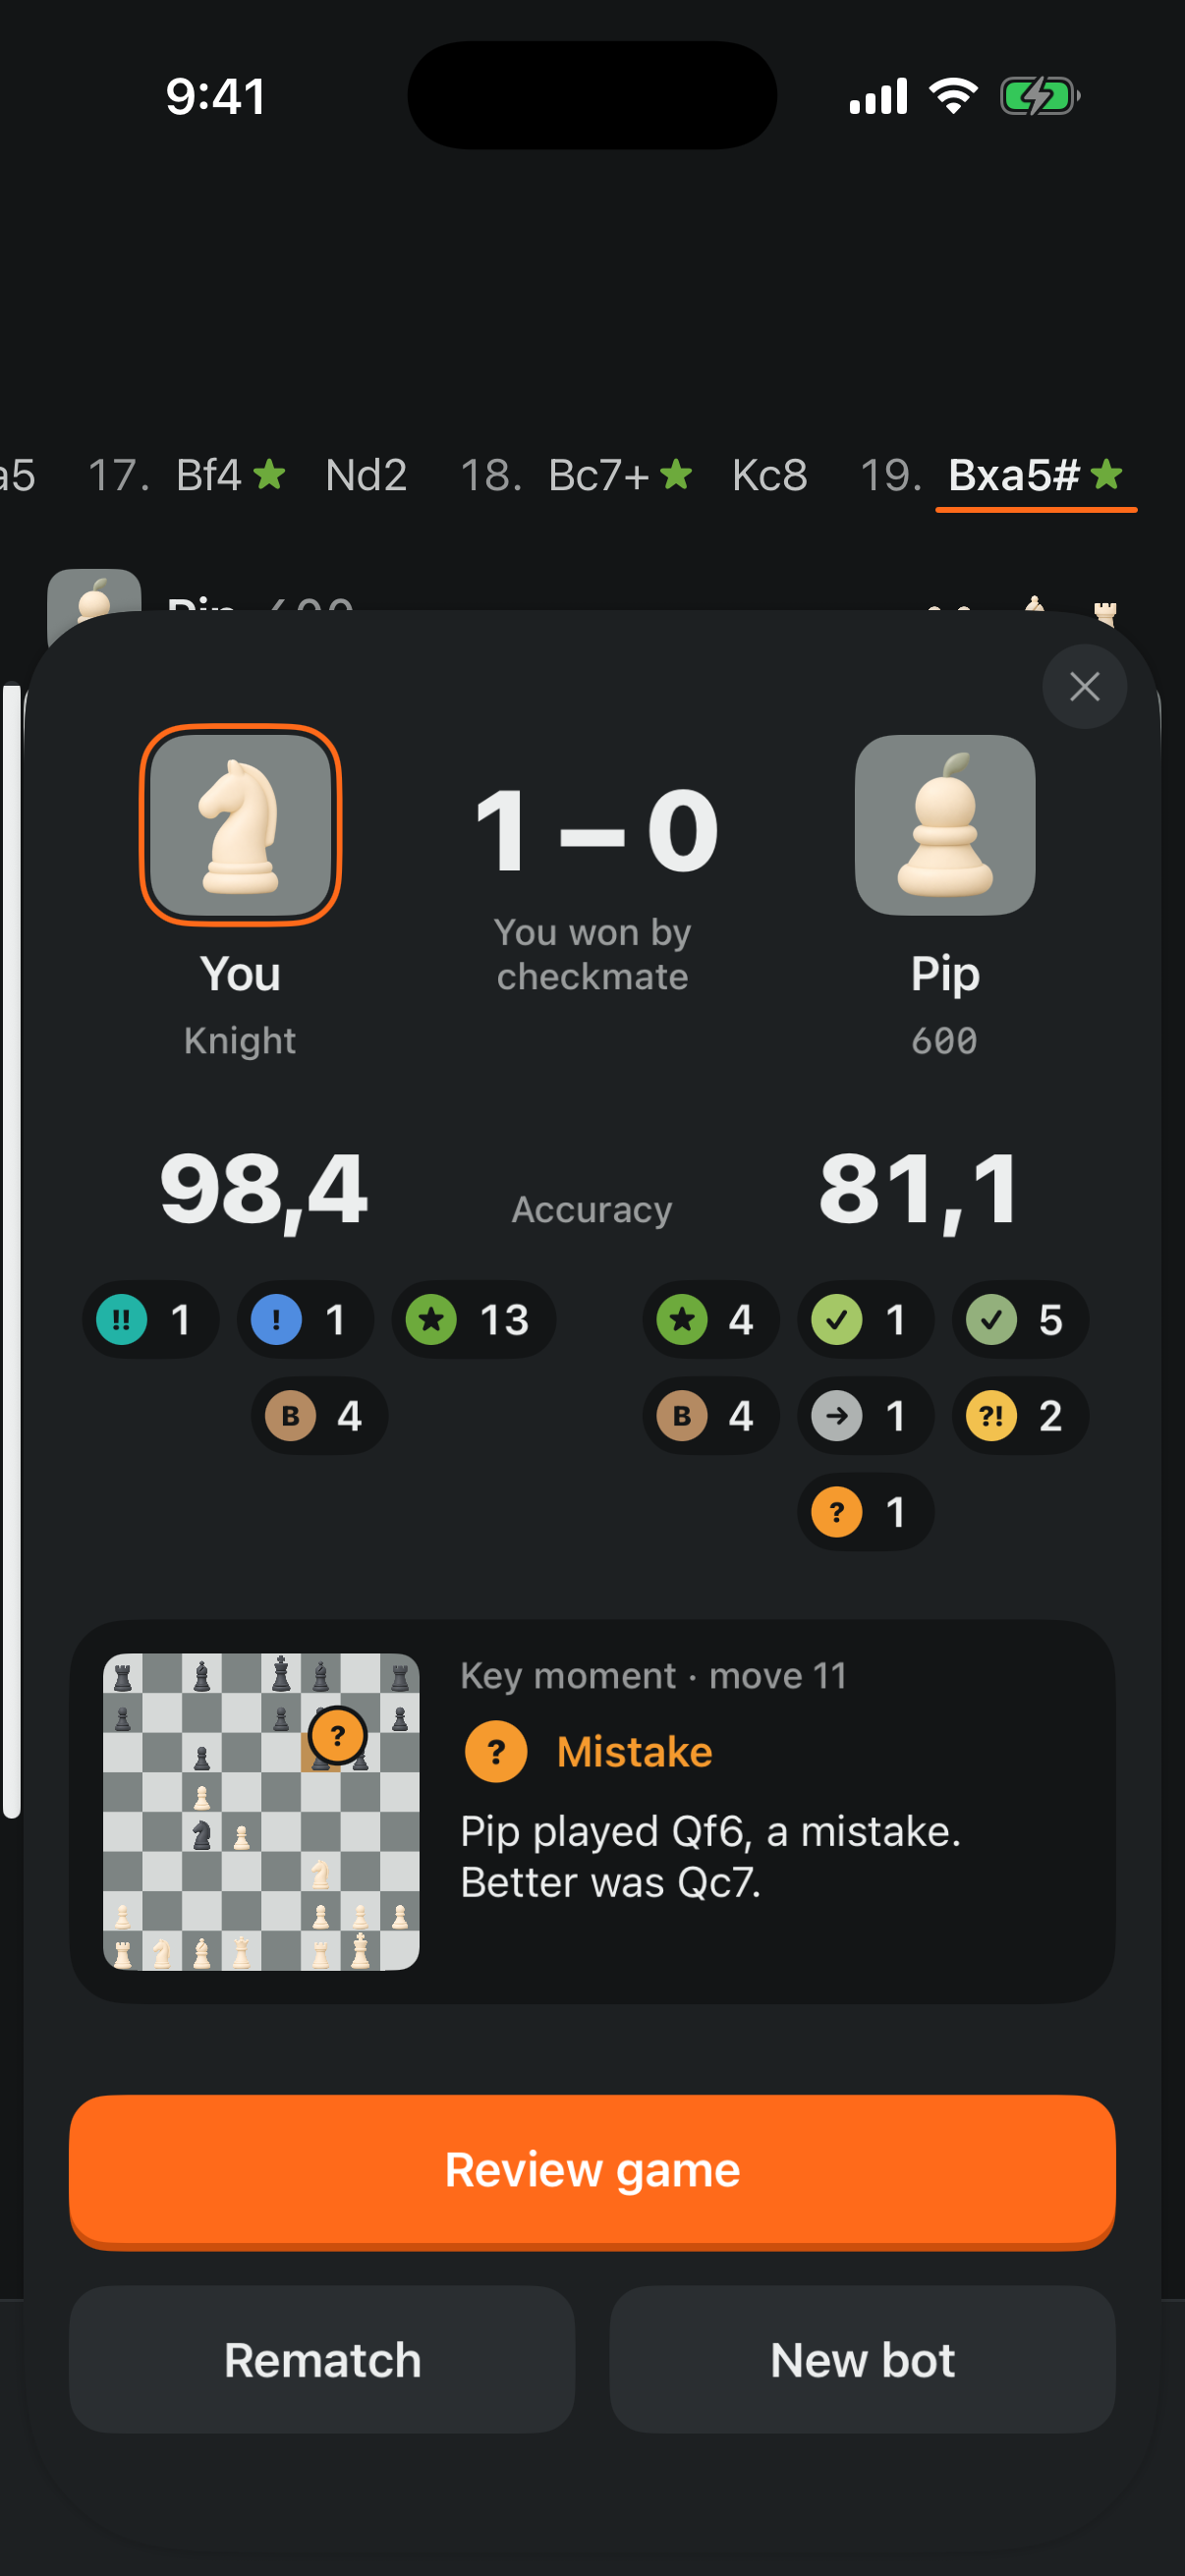 9:41
a5 17. Bf4 Nd2 18. Bc7+ Kc8 19. Bxa5#
Pip 600
1 – 0
You won by
checkmate
You
Pip
Knight
600
98,4
Accuracy
81,1
!! 1 ! 1 13
4 1 5
B 4
B 4 1 ?! 2
? 1
Key moment · move 11
?
? Mistake
Pip played Qf6, a mistake.
Better was Qc7.
Review game
Rematch
New bot